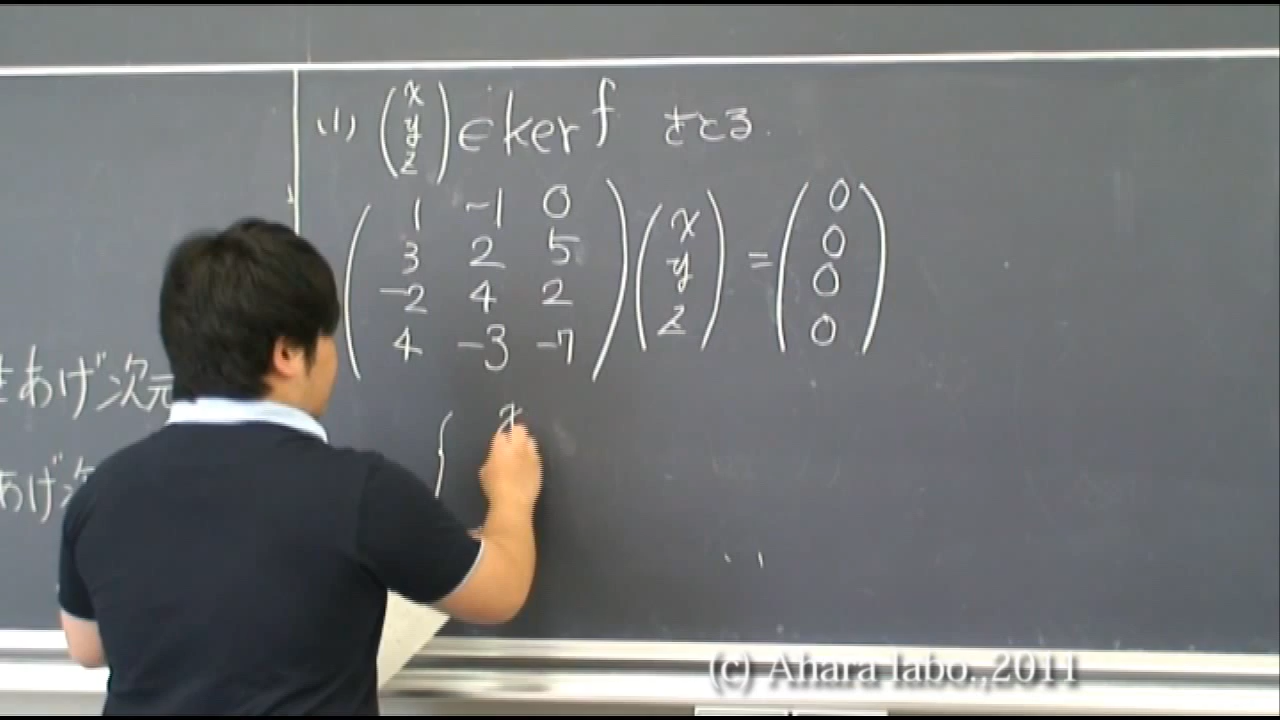 (1) (x y z) ∈ ker f をとる.
(1 -1 0) (x) = (0)
(3 2 5) (y) (0)
(-2 4 2) (z) (0)
(4 -3 -7) (0)
{ x
あげ次元
あげ次
(c) Ahara labo.,2011